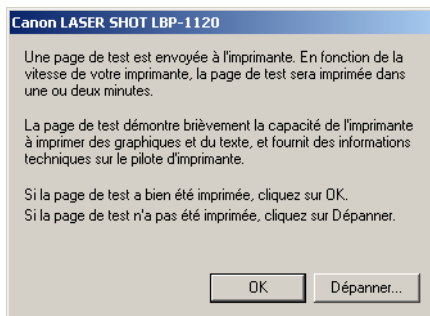 Canon LASER SHOT LBP-1120
Une page de test est envoyée à l'imprimante. En fonction de la
vitesse de votre imprimante, la page de test sera imprimée dans
une ou deux minutes.
La page de test démontre brièvement la capacité de l'imprimante
à imprimer des graphiques et du texte, et fournit des informations
techniques sur le pilote d'imprimante.
Si la page de test a bien été imprimée, cliquez sur OK.
Si la page de test n'a pas été imprimée, cliquez sur Dépanner.
OK Dépanner...